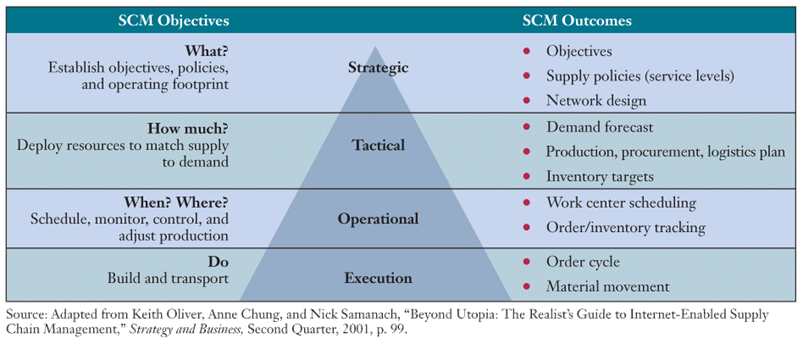 SCM Objectives
SCM Outcomes
What?
Establish objectives, policies,
and operating footprint
Strategic
• Objectives
• Supply policies (service levels)
• Network design
How much?
Deploy resources to match supply
to demand
Tactical
• Demand forecast
• Production, procurement, logistics plan
• Inventory targets
When? Where?
Schedule, monitor, control, and
adjust production
Operational
• Work center scheduling
• Order/inventory tracking
Do
Build and transport
Execution
• Order cycle
• Material movement
Source: Adapted from Keith Oliver, Anne Chung, and Nick Samanach, “Beyond Utopia: The Realist’s Guide to Internet-Enabled Supply
Chain Management,” Strategy and Business, Second Quarter, 2001, p. 99.